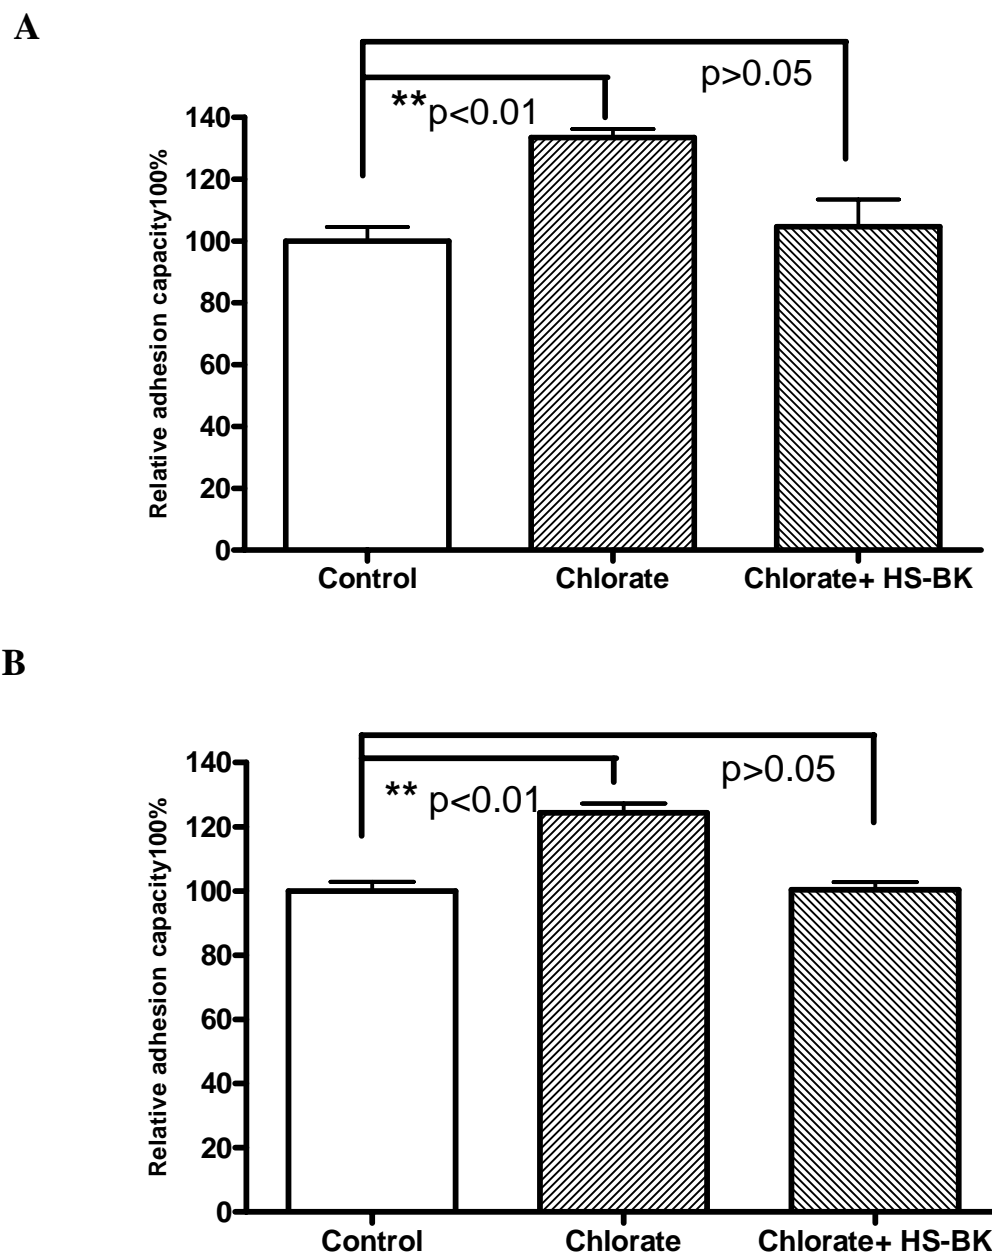 A
p>0.05
**p<0.01
Relative adhesion capacity100%
140
120
100
80
60
40
20
0
Control Chlorate Chlorate+ HS-BK
B
p>0.05
** p<0.01
Relative adhesion capacity100%
140
120
100
80
60
40
20
0
Control Chlorate Chlorate+ HS-BK